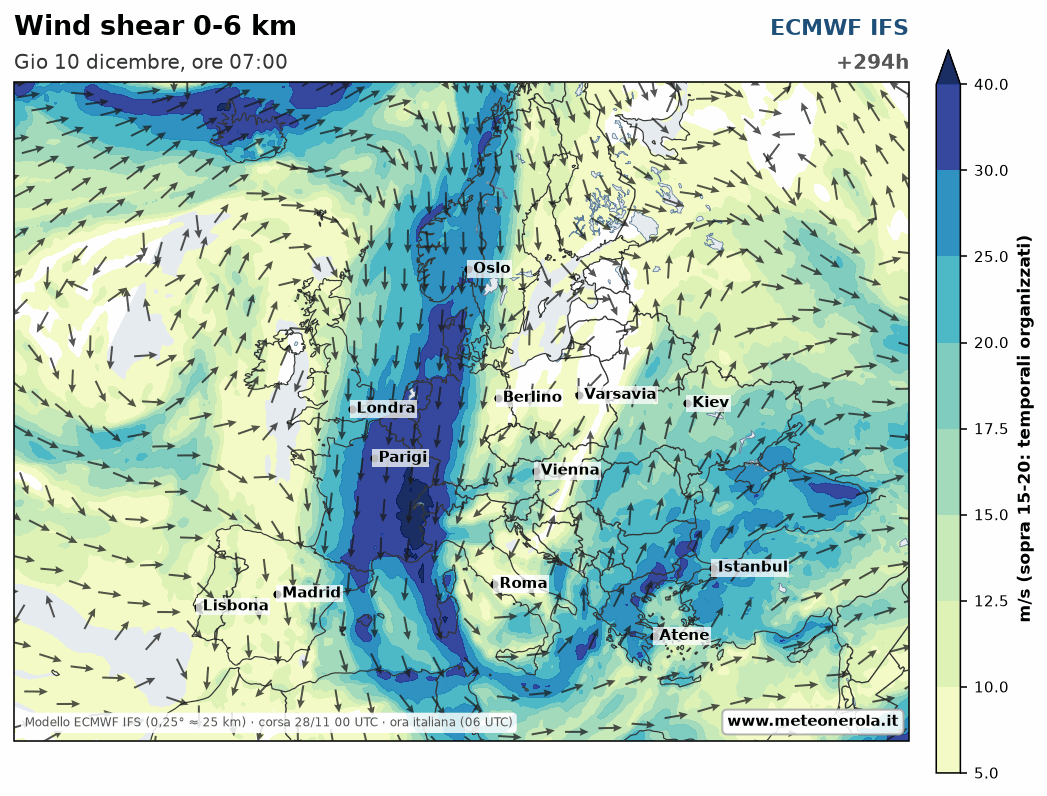 Wind shear 0-6 km
ECMWF IFS
Gio 10 dicembre, ore 07:00
+294h
40.0
30.0
25.0
20.0
17.5
15.0
12.5
10.0
5.0
m/s (sopra 15-20: temporali organizzati)
Oslo
Londra
Berlino
Varsavia
Kiev
Parigi
Vienna
Istanbul
Roma
Madrid
Lisbona
Atene
Modello ECMWF IFS (0,25° ≈ 25 km) · corsa 28/11 00 UTC · ora italiana (06 UTC)
www.meteonerola.it